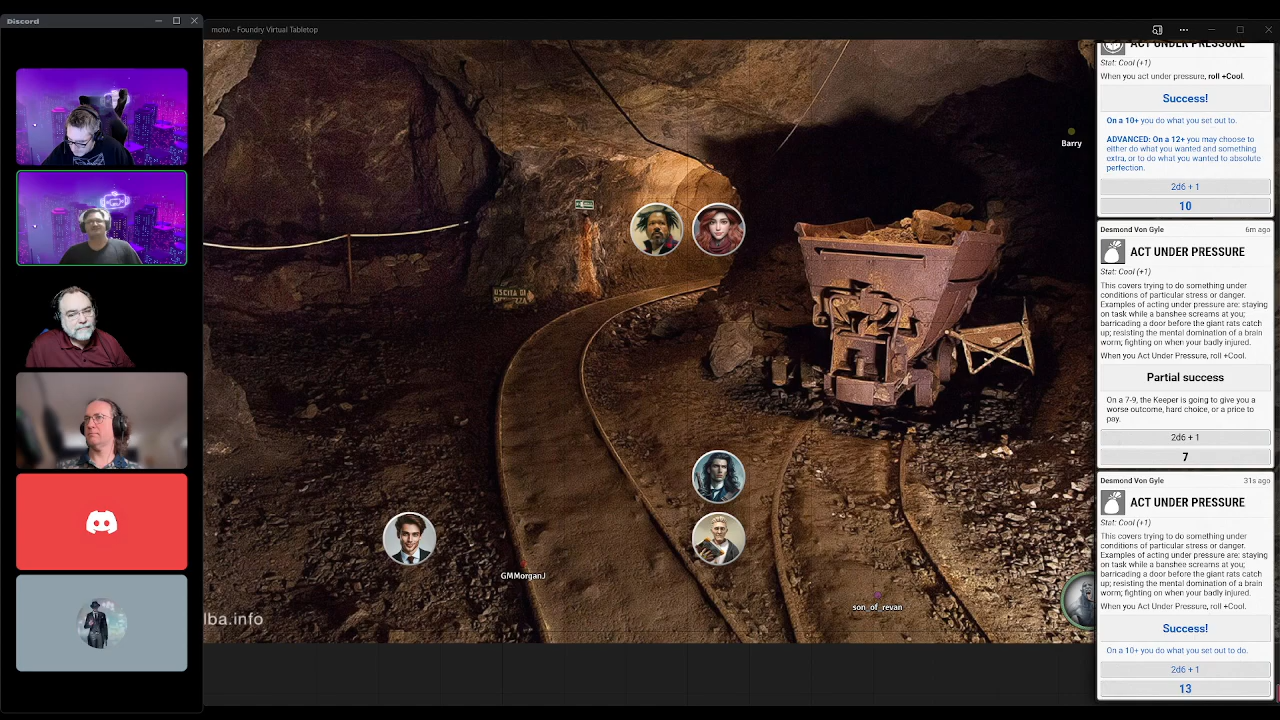 Discord
motw - Foundry Virtual Tabletop
Barry
USCITA DI
SICUREZZA
GMMorganJ
son_of_revan
lba.info
ACT UNDER PRESSURE
Stat: Cool (+1)
When you act under pressure, roll +Cool.
Success!
On a 10+ you do what you set out to.
ADVANCED: On a 12+ you may choose to
either do what you wanted and something
extra, or to do what you wanted to absolute
perfection.
2d6 + 1
10
Desmond Von Gyle
6m ago
ACT UNDER PRESSURE
Stat: Cool (+1)
This covers trying to do something under
conditions of particular stress or danger.
Examples of acting under pressure are: staying
on task while a banshee screams at you;
barricading a door before the giant rats catch
up; resisting the mental domination of a brain
worm; fighting on when your badly injured.
When you Act Under Pressure, roll +Cool.
Partial success
On a 7-9, the Keeper is going to give you a
worse outcome, hard choice, or a price to
pay.
2d6 + 1
7
Desmond Von Gyle
31s ago
ACT UNDER PRESSURE
Stat: Cool (+1)
This covers trying to do something under
conditions of particular stress or danger.
Examples of acting under pressure are: staying
on task while a banshee screams at you;
barricading a door before the giant rats catch
up; resisting the mental domination of a brain
worm; fighting on when your badly injured.
When you Act Under Pressure, roll +Cool.
Success!
On a 10+ you do what you set out to do.
2d6 + 1
13